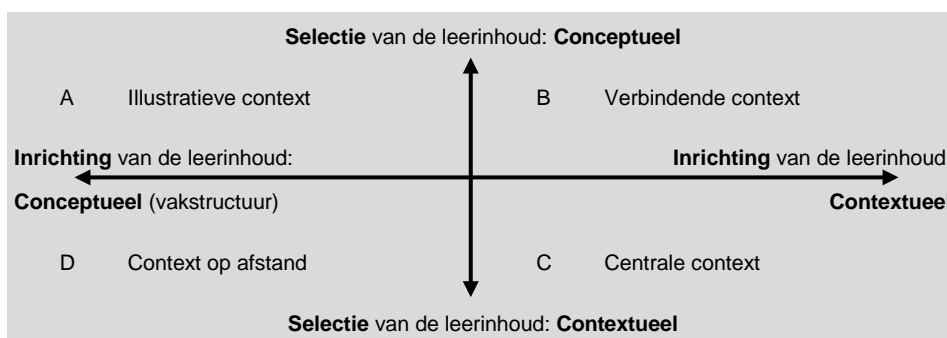 Selectie van de leerinhoud: Conceptueel
A Illustratieve context B Verbindende context
Inrichting van de leerinhoud: Inrichting van de leerinhoud
Conceptueel (vakstructuur) Contextueel
D Context op afstand C Centrale context
Selectie van de leerinhoud: Contextueel